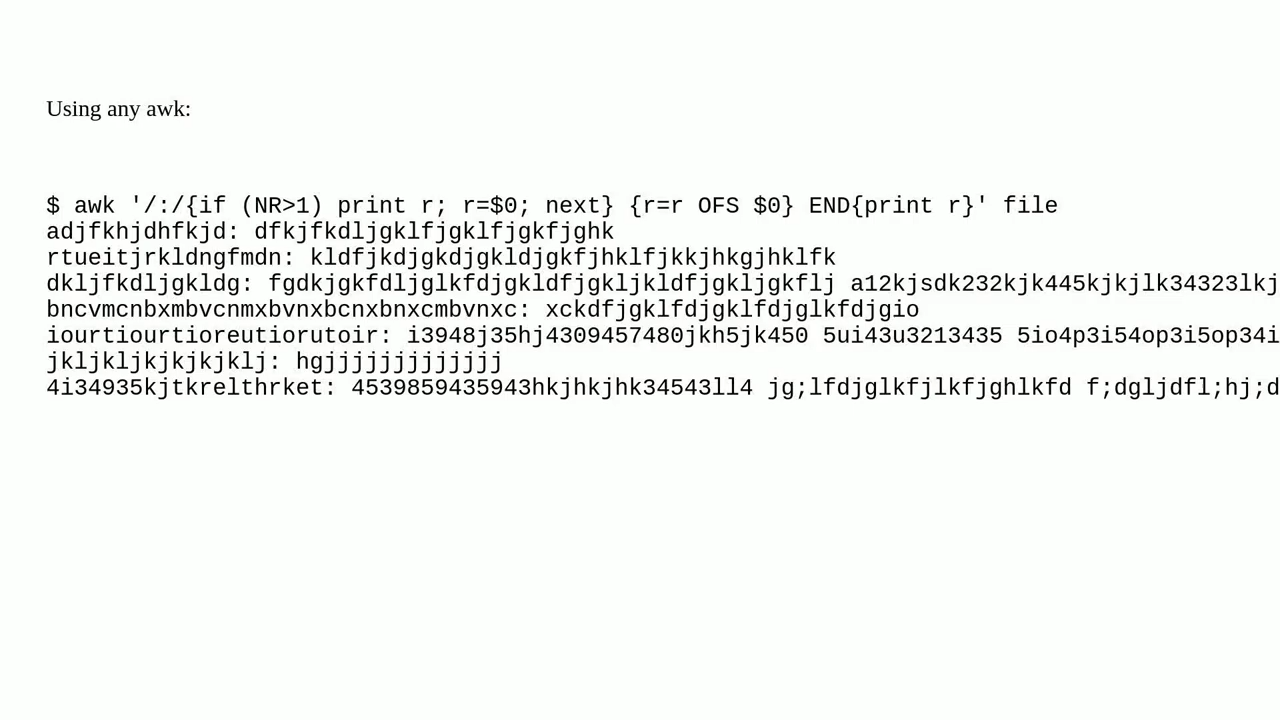 Using any awk:
$ awk '/:/{if (NR>1) print r; r=$0; next} {r=r OFS $0} END{print r}' file
adjfkhjdhfkjd: dfkjfkdljgklfjgklfjgkfjghk
rtueitjrkldngfmdn: kldfjkdjgkdjgkldjgkfjhklfjkkjhkgjhklfk
dkljfkdljgkldg: fgdkjgkfdljglkfdjgkldfjgkljkldfjgkljgkflj a12kjsdk232kjk445kjkjlk34323lkj
bncvmcnbxmbvcnmxbvnxbcnxbnxcmbvnxc: xckdfjgklfdjgklfdjglkfdjgio
iourtiourtioreutiorutoir: i3948j35hj4309457480jkh5jk450 5ui43u3213435 5io4p3i54op3i5op34i
jkljkljkjkjkjklj: hgjjjjjjjjjjjjj
4i34935kjtkrelthrket: 4539859435943hkjhkjhk34543ll4 jg;lfdjglkfjlkfjghlkfd f;dgljdfl;hj;d